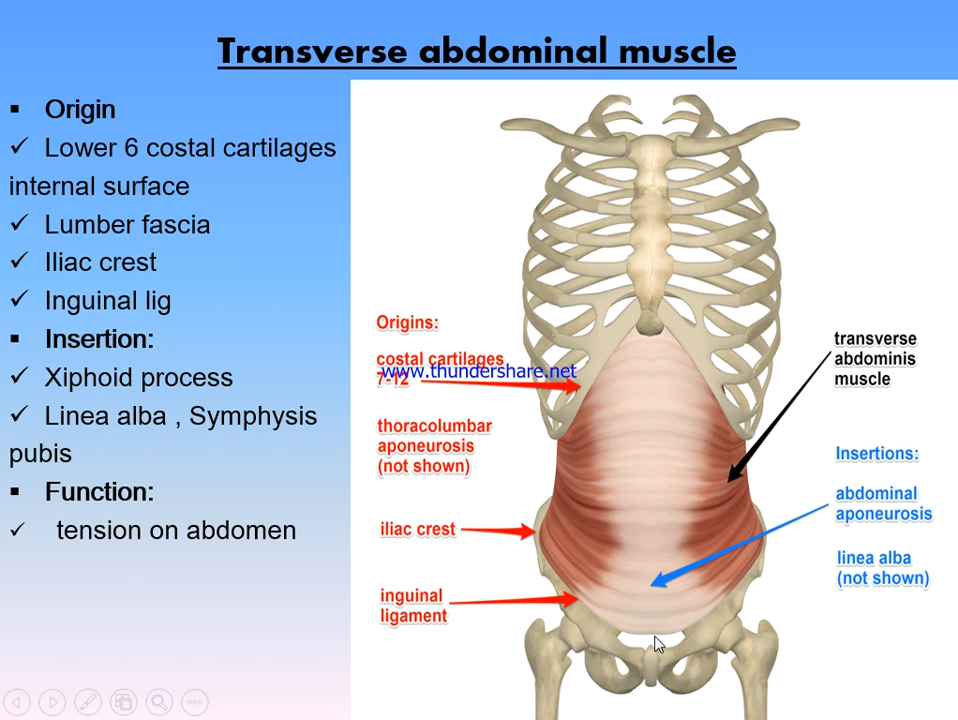 Transverse abdominal muscle
▪ Origin
✓ Lower 6 costal cartilages
internal surface
✓ Lumber fascia
✓ Iliac crest
✓ Inguinal lig
▪ Insertion:
✓ Xiphoid process
✓ Linea alba , Symphysis
pubis
▪ Function:
✓ tension on abdomen
Origins:
costal cartilages
7-12
www.thundershare.net
thoracolumbar
aponeurosis
(not shown)
iliac crest
inguinal
ligament
transverse
abdominis
muscle
Insertions:
abdominal
aponeurosis
linea alba
(not shown)